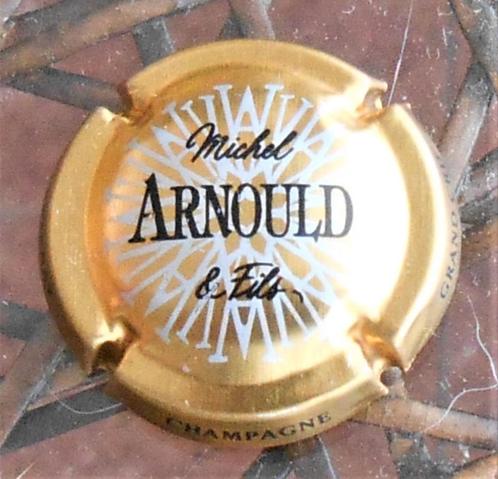 Michel
ARNOULD
& Fils
CHAMPAGNE
GRAND